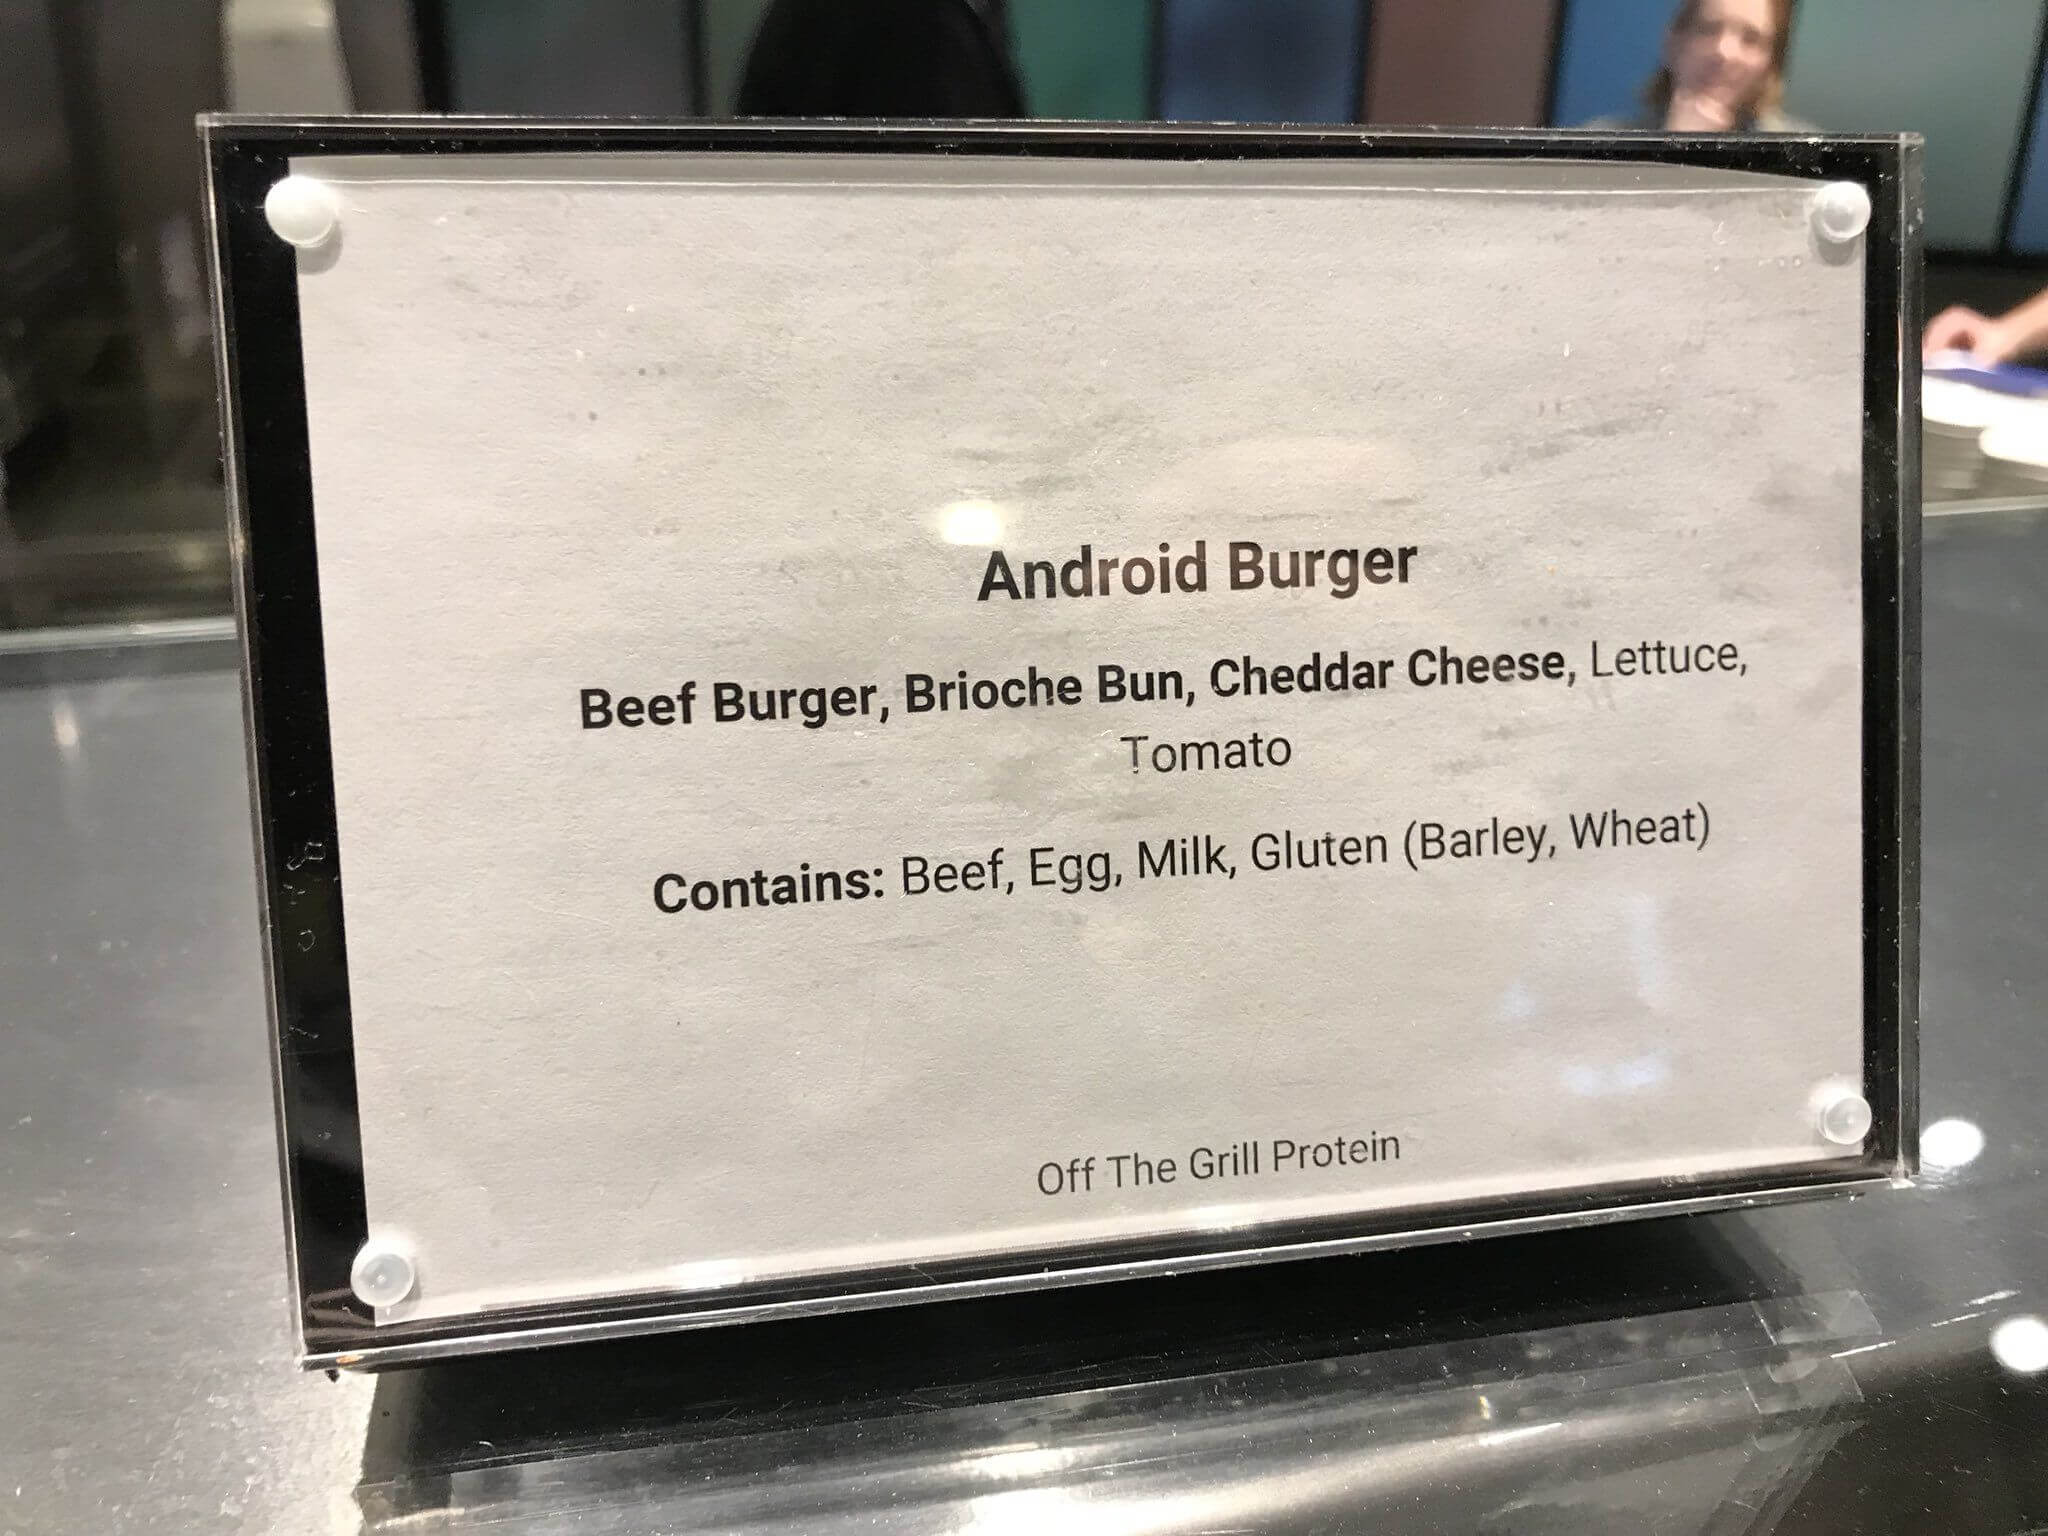 Android Burger
Beef Burger, Brioche Bun, Cheddar Cheese, Lettuce,
Tomato
Contains: Beef, Egg, Milk, Gluten (Barley, Wheat)
Off The Grill Protein